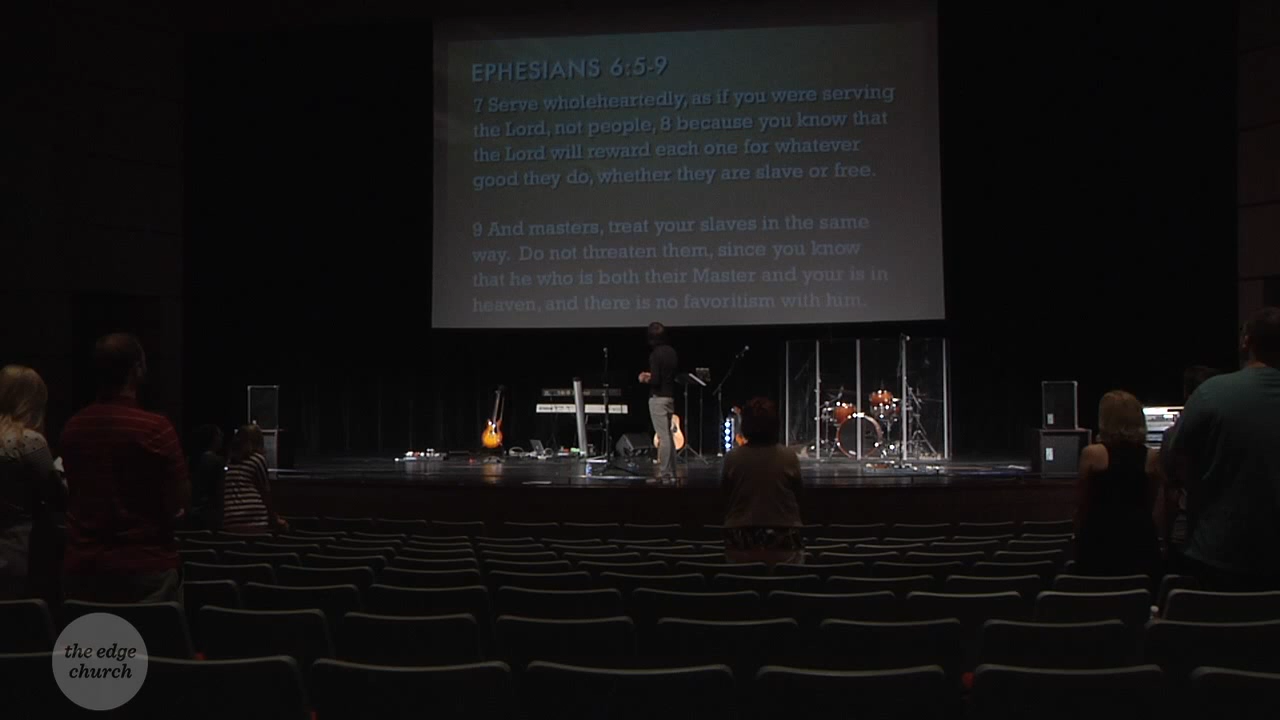 EPHESIANS 6:5-9
7 Serve wholeheartedly, as if you were serving
the Lord, not people, 8 because you know that
the Lord will reward each one for whatever
good they do, whether they are slave or free.
9 And masters, treat your slaves in the same
way. Do not threaten them, since you know
that he who is both their Master and your is in
heaven, and there is no favoritism with him.
the edge
church